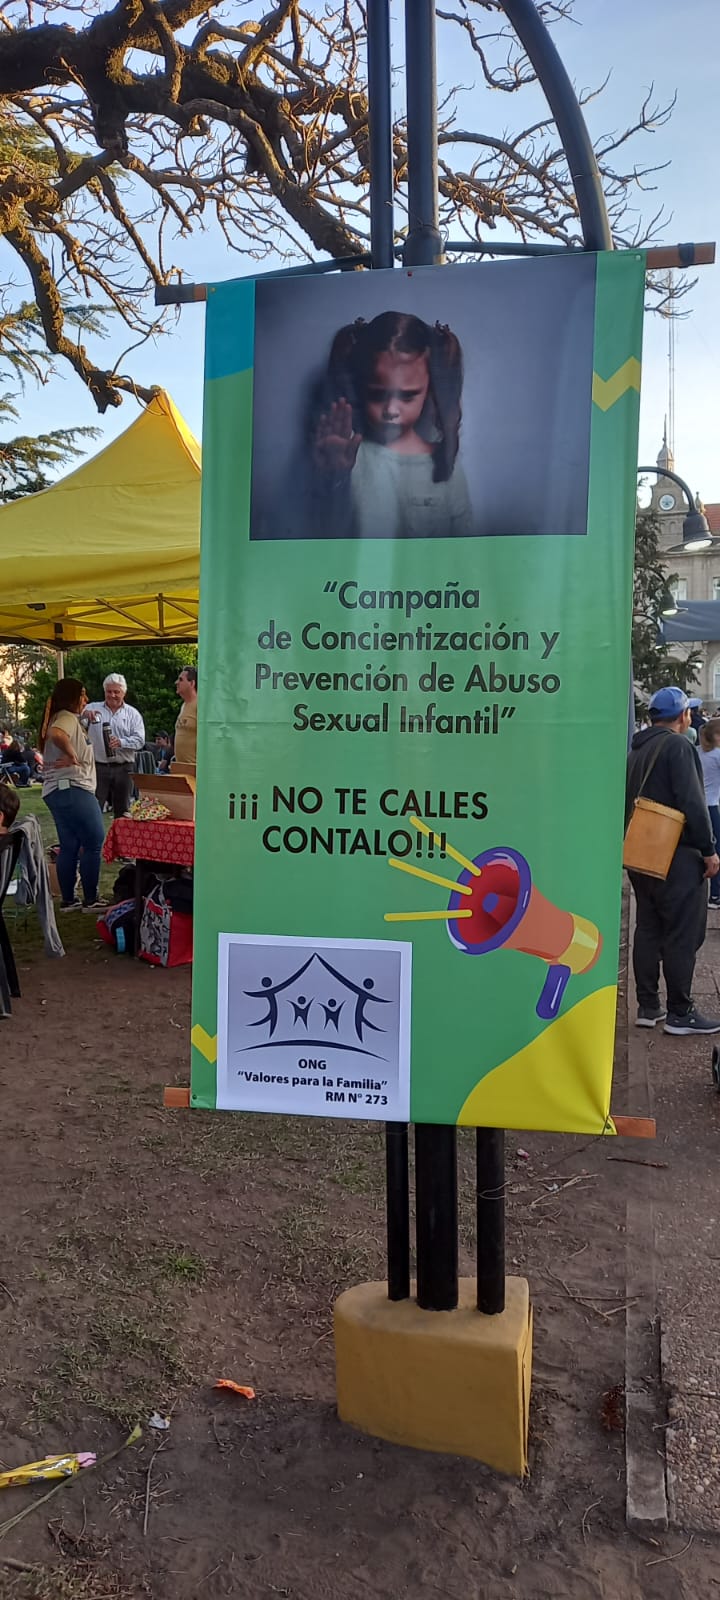 “Campaña
de Concientización y
Prevención de Abuso
Sexual Infantil”
¡¡¡ NO TE CALLES
CONTALO!!!
ONG
“Valores para la Familia”
RM N° 273